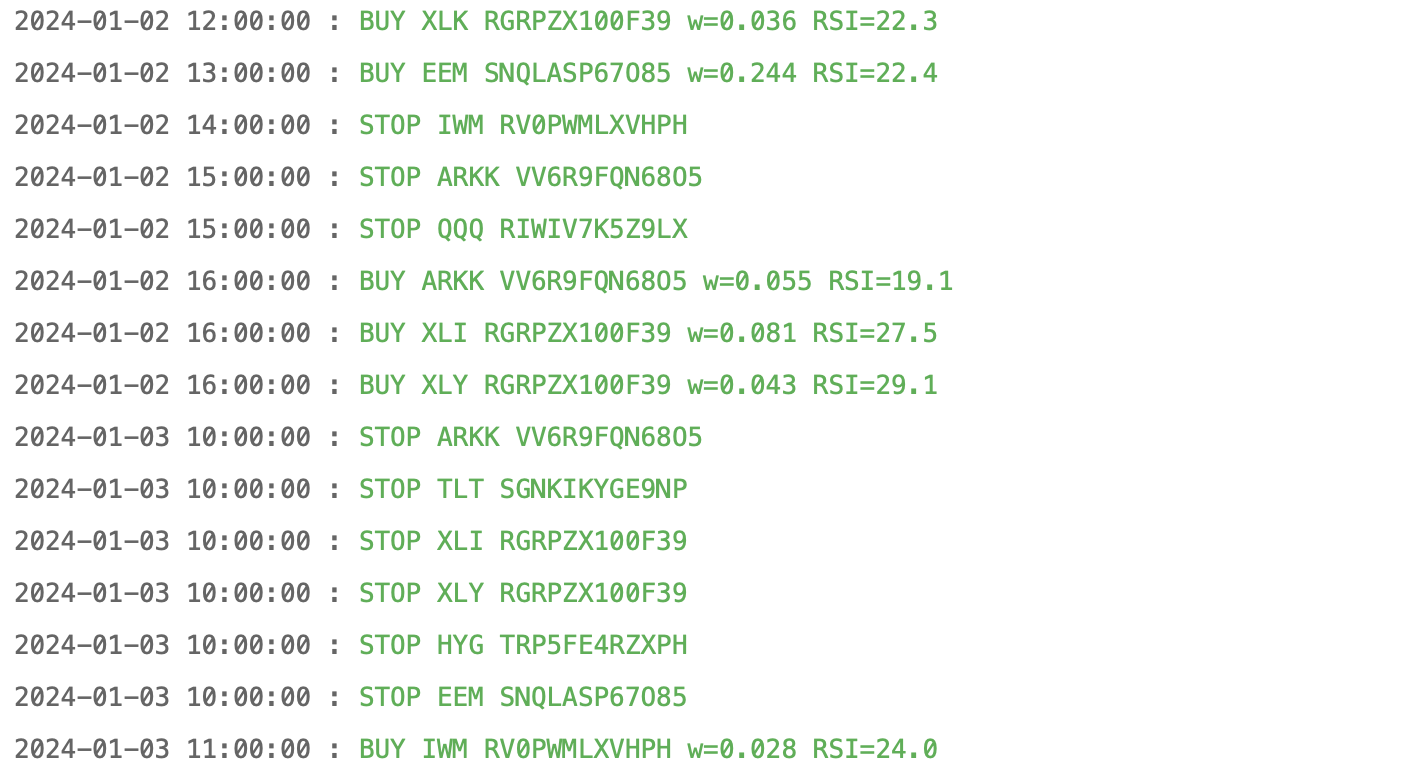 2024-01-02 12:00:00 : BUY XLK RGRPZX100F39 w=0.036 RSI=22.3
2024-01-02 13:00:00 : BUY EEM SNQLASP67O85 w=0.244 RSI=22.4
2024-01-02 14:00:00 : STOP IWM RV0PWMLXVHPH
2024-01-02 15:00:00 : STOP ARKK VV6R9FQN68O5
2024-01-02 15:00:00 : STOP QQQ RIWIV7K5Z9LX
2024-01-02 16:00:00 : BUY ARKK VV6R9FQN68O5 w=0.055 RSI=19.1
2024-01-02 16:00:00 : BUY XLI RGRPZX100F39 w=0.081 RSI=27.5
2024-01-02 16:00:00 : BUY XLY RGRPZX100F39 w=0.043 RSI=29.1
2024-01-03 10:00:00 : STOP ARKK VV6R9FQN68O5
2024-01-03 10:00:00 : STOP TLT SGNKIKYGE9NP
2024-01-03 10:00:00 : STOP XLI RGRPZX100F39
2024-01-03 10:00:00 : STOP XLY RGRPZX100F39
2024-01-03 10:00:00 : STOP HYG TRP5FE4RZXPH
2024-01-03 10:00:00 : STOP EEM SNQLASP67O85
2024-01-03 11:00:00 : BUY IWM RV0PWMLXVHPH w=0.028 RSI=24.0